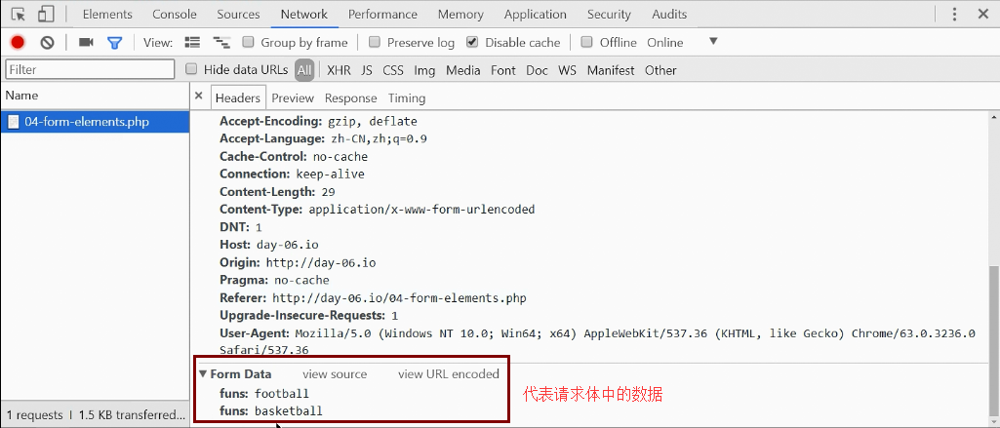 Elements Console Sources Network Performance Memory Application Security Audits
View: Group by frame Preserve log Disable cache Offline Online
Filter Hide data URLs All XHR JS CSS Img Media Font Doc WS Manifest Other
Name
Headers Preview Response Timing
04-form-elements.php
Accept-Encoding: gzip, deflate
Accept-Language: zh-CN,zh;q=0.9
Cache-Control: no-cache
Connection: keep-alive
Content-Length: 29
Content-Type: application/x-www-form-urlencoded
DNT: 1
Host: day-06.io
Origin: http://day-06.io
Pragma: no-cache
Referer: http://day-06.io/04-form-elements.php
Upgrade-Insecure-Requests: 1
User-Agent: Mozilla/5.0 (Windows NT 10.0; Win64; x64) AppleWebKit/537.36 (KHTML, like Gecko) Chrome/63.0.3236.0
Safari/537.36
Form Data view source view URL encoded
funs: football
代表请求体中的数据
funs: basketball
1 requests | 1.5 KB transferred...